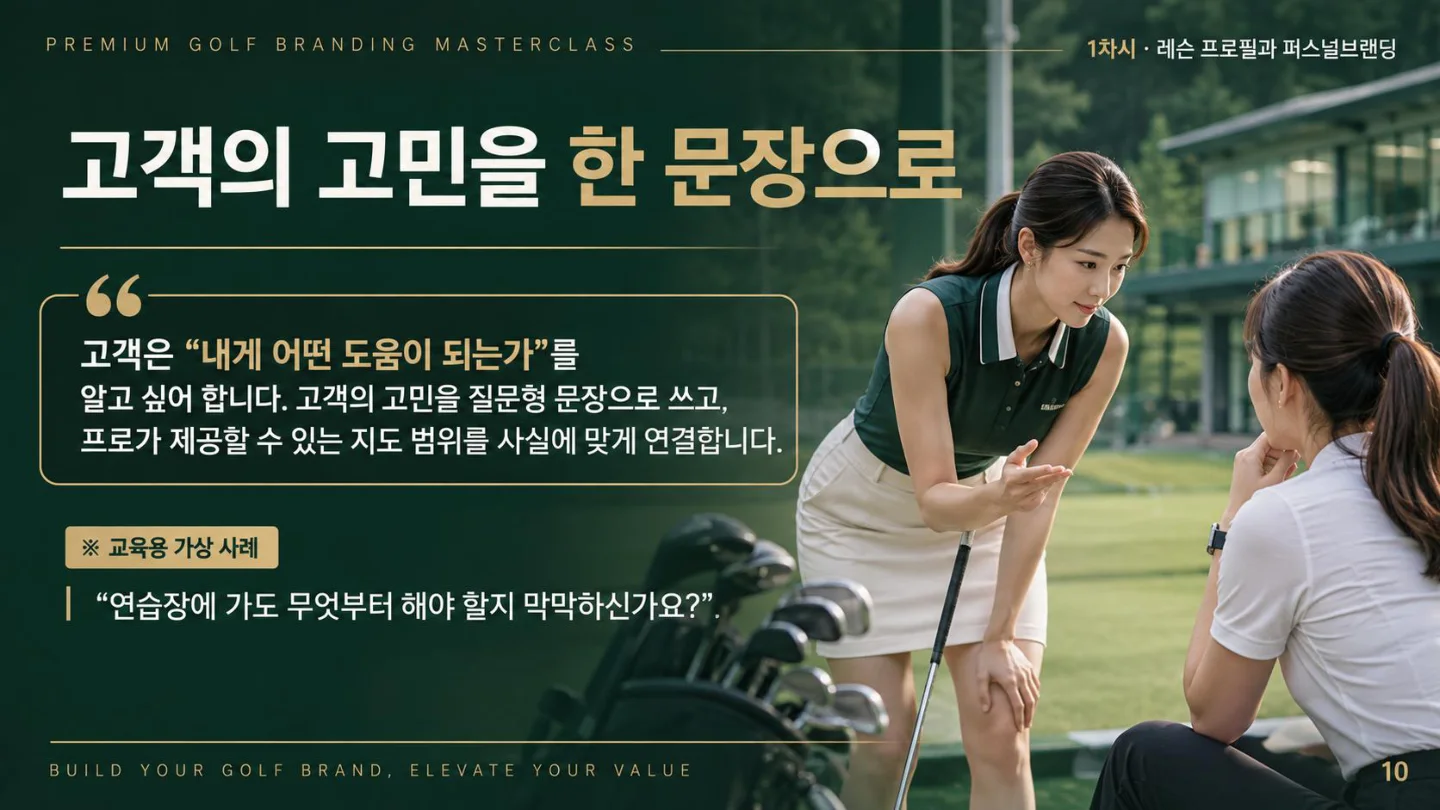 PREMIUM GOLF BRANDING MASTERCLASS
1차시 · 레슨 프로필과 퍼스널브랜딩
고객의 고민을 한 문장으로
“
고객은 “내게 어떤 도움이 되는가”를
알고 싶어 합니다. 고객의 고민을 질문형 문장으로 쓰고,
프로가 제공할 수 있는 지도 범위를 사실에 맞게 연결합니다.
※ 교육용 가상 사례
“연습장에 가도 무엇부터 해야 할지 막막하신가요?”.
BUILD YOUR GOLF BRAND, ELEVATE YOUR VALUE
10